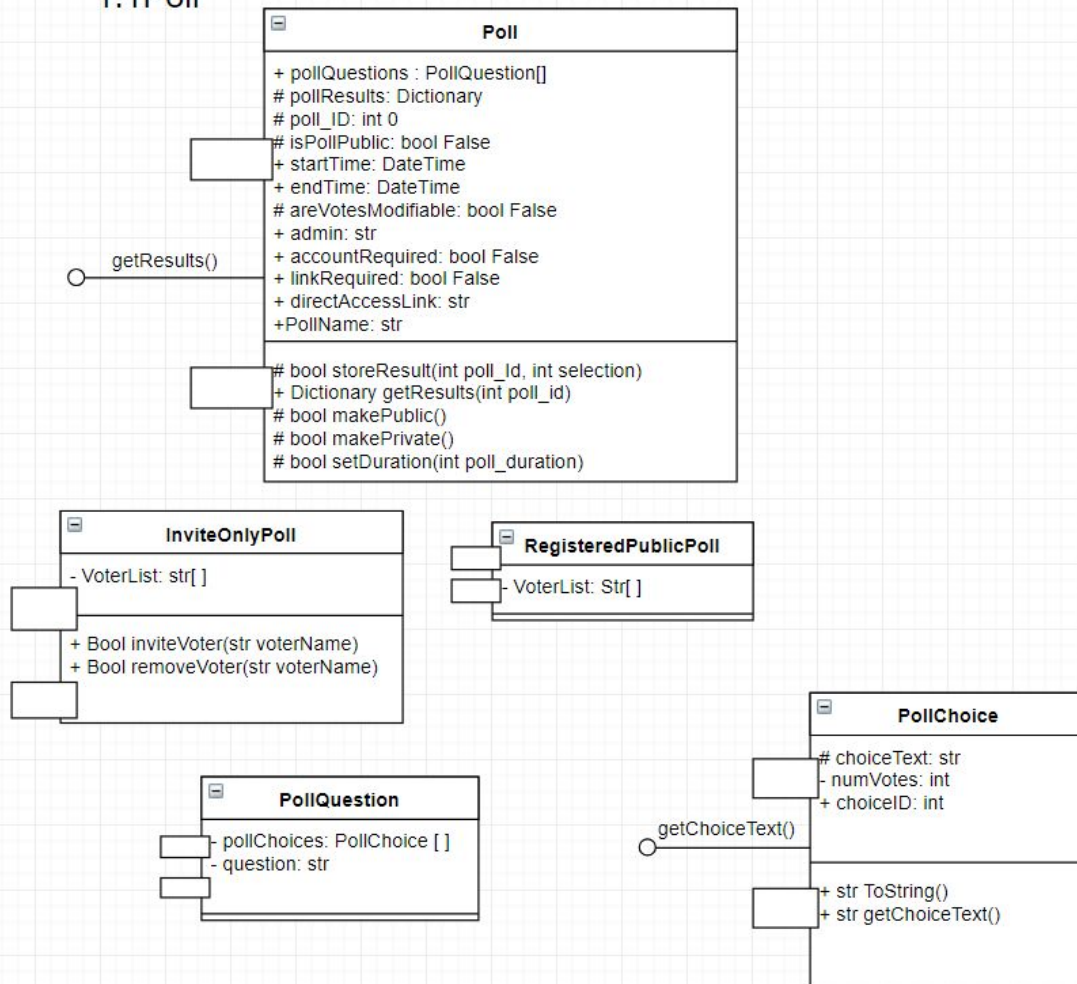 Poll
+ pollQuestions : PollQuestion[]
# pollResults: Dictionary
# poll_ID: int 0
# isPollPublic: bool False
+ startTime: DateTime
+ endTime: DateTime
# areVotesModifiable: bool False
+ admin: str
+ accountRequired: bool False
+ linkRequired: bool False
+ directAccessLink: str
+PollName: str
getResults()
# bool storeResult(int poll_Id, int selection)
+ Dictionary getResults(int poll_id)
# bool makePublic()
# bool makePrivate()
# bool setDuration(int poll_duration)
InviteOnlyPoll
- VoterList: str[ ]
+ Bool inviteVoter(str voterName)
+ Bool removeVoter(str voterName)
RegisteredPublicPoll
- VoterList: Str[ ]
PollChoice
# choiceText: str
- numVotes: int
+ choiceID: int
getChoiceText()
+ str ToString()
+ str getChoiceText()
PollQuestion
- pollChoices: PollChoice [ ]
- question: str